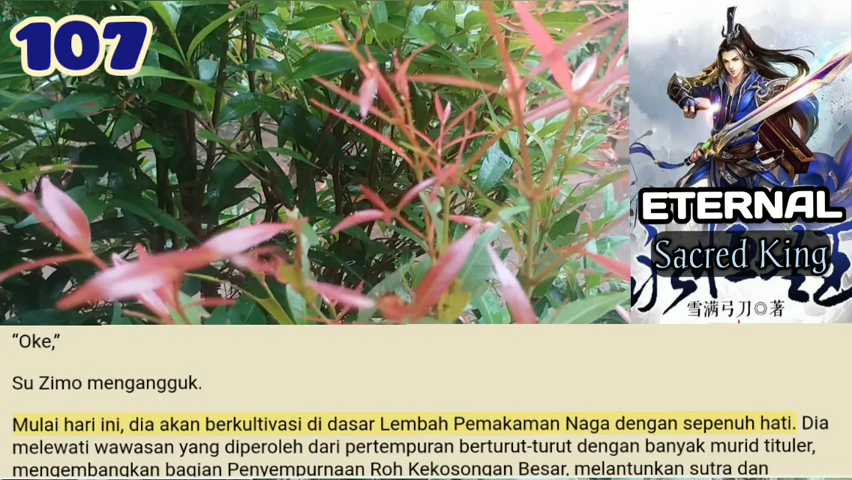 107
ETERNAL
Sacred King
雪满弓刀◎著
“Oke,”
Su Zimo mengangguk.
Mulai hari ini, dia akan berkultivasi di dasar Lembah Pemakaman Naga dengan sepenuh hati. Dia
melewati wawasan yang diperoleh dari pertempuran berturut-turut dengan banyak murid tituler,
mengembangkan bagian Penyempurnaan Roh Kekosongan Besar, melantunkan sutra dan